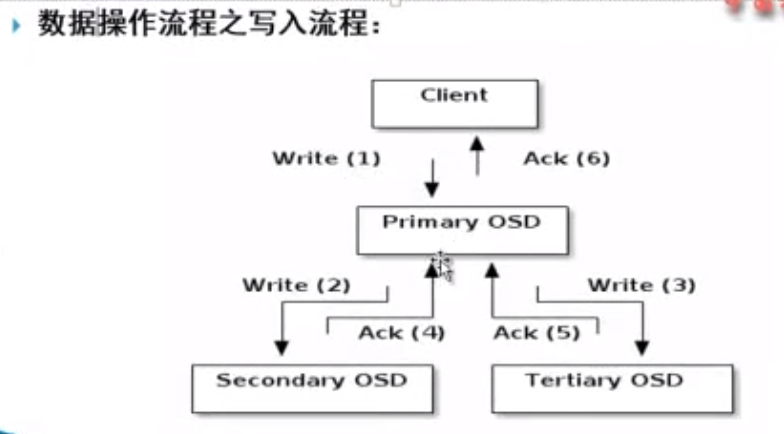 数据操作流程之写入流程：
Client
Write (1)
Ack (6)
Primary OSD
Write (2)
Write (3)
Ack (4)
Ack (5)
Secondary OSD
Tertiary OSD